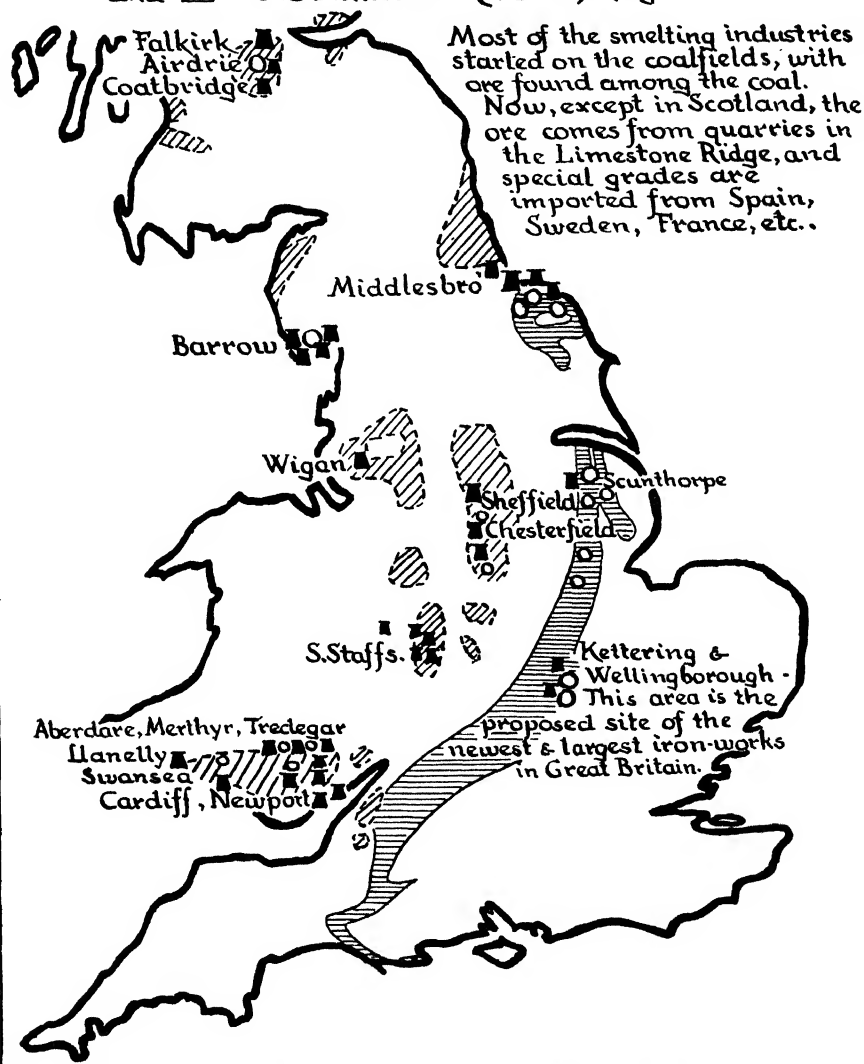 Most of the smelting industries
started on the coalfields, with
ore found among the coal.
Now, except in Scotland, the
ore comes from quarries in
the Limestone Ridge, and
special grades are
imported from Spain,
Sweden, France, etc..
Falkirk
Airdrie
Coatbridge
Middlesbro'
Barrow
Wigan
Scunthorpe
Sheffield
Chesterfield
S. Staffs.
Kettering &
Wellingborough -
This area is the
proposed site of the
newest & largest iron-works
in Great Britain.
Aberdare, Merthyr, Tredegar
Llanelly
Swansea
Cardiff, Newport